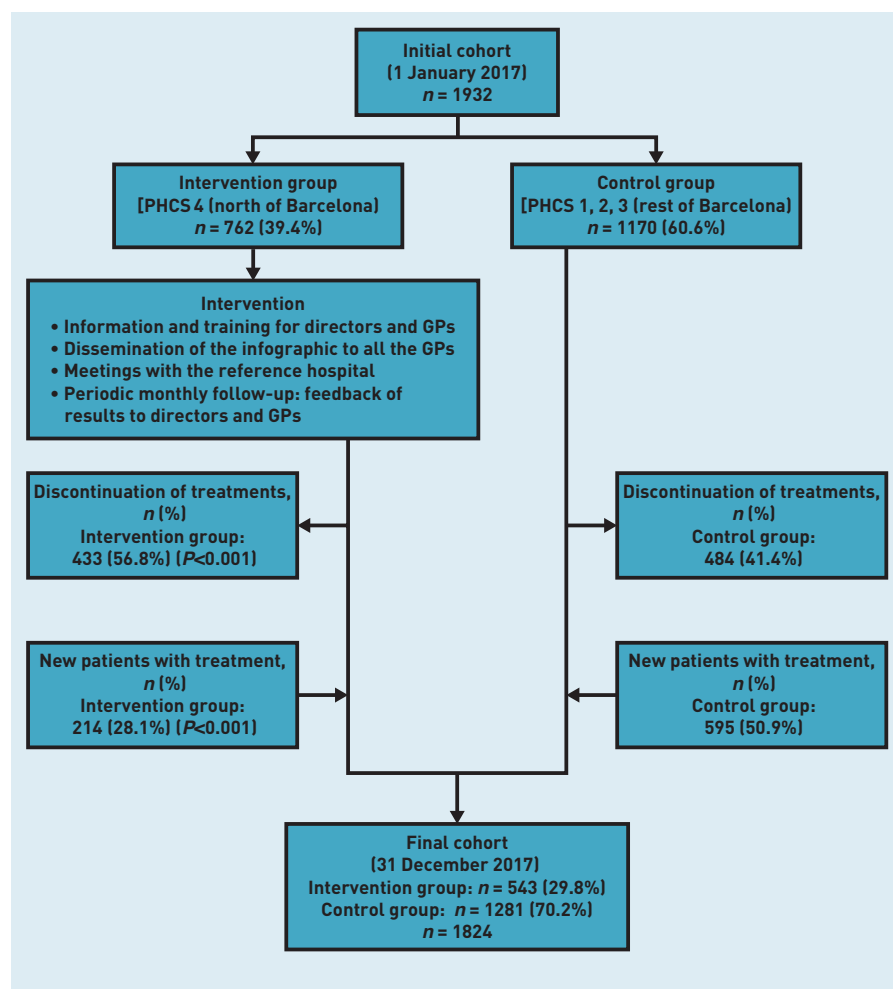 Initial cohort
(1 January 2017)
n = 1932
Intervention group
[PHCS 4 (north of Barcelona)
n = 762 (39.4%)
Control group
[PHCS 1, 2, 3 (rest of Barcelona)
n = 1170 (60.6%)
Intervention
• Information and training for directors and GPs
• Dissemination of the infographic to all the GPs
• Meetings with the reference hospital
• Periodic monthly follow-up: feedback of
results to directors and GPs
Discontinuation of treatments,
n (%)
Intervention group:
433 (56.8%) (P<0.001)
Discontinuation of treatments,
n (%)
Control group:
484 (41.4%)
New patients with treatment,
n (%)
Intervention group:
214 (28.1%) (P<0.001)
New patients with treatment,
n (%)
Control group:
595 (50.9%)
Final cohort
(31 December 2017)
Intervention group: n = 543 (29.8%)
Control group: n = 1281 (70.2%)
n = 1824